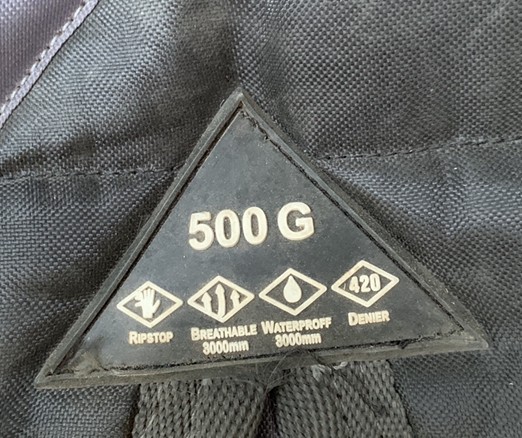 500 G
420
RIPSTOP
BREATHABLE
3000mm
WATERPROFF
3000mm
DENIER